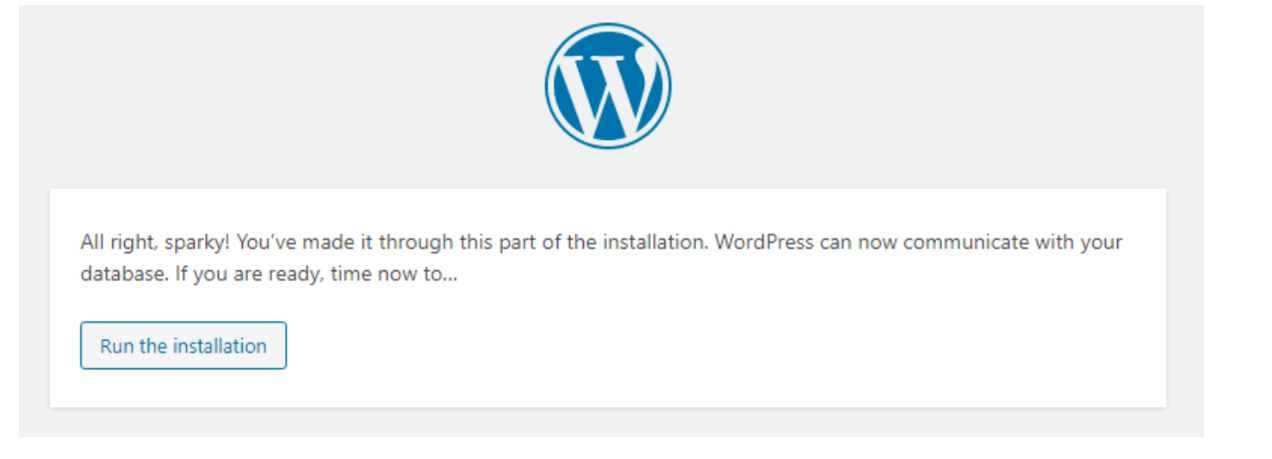 All right, sparky! You’ve made it through this part of the installation. WordPress can now communicate with your
database. If you are ready, time now to...
Run the installation